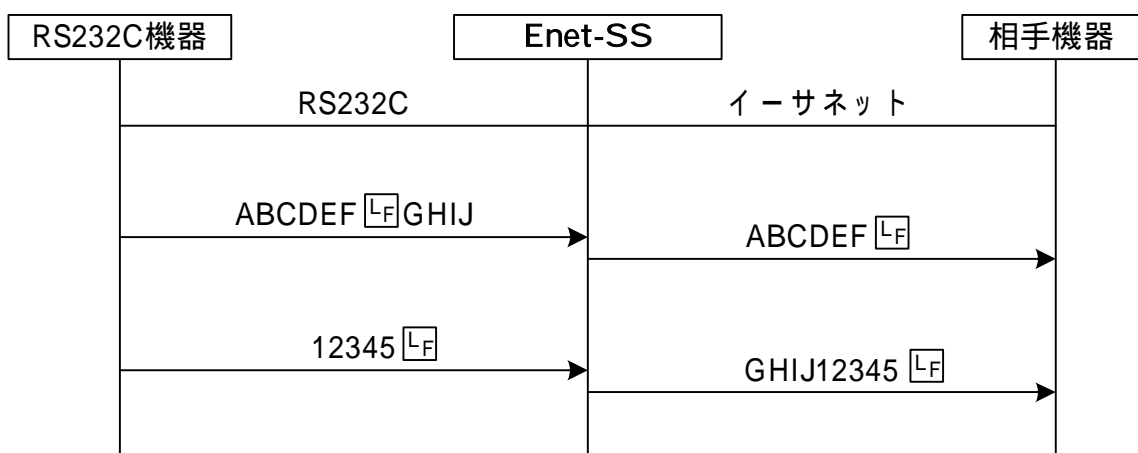 RS232C機器 Enet-SS 相手機器
RS232C イーサネット
ABCDEF LF GHIJ
ABCDEF LF
12345 LF
GHIJ12345 LF